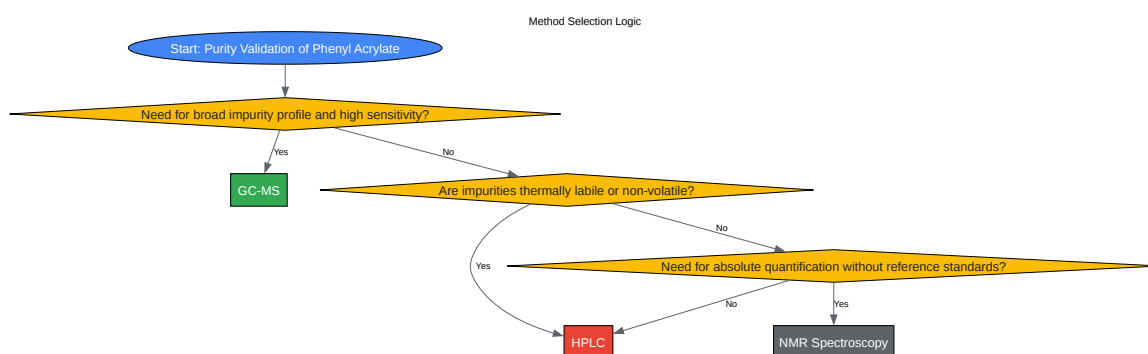 Method Selection Logic
Start: Purity Validation of Phenyl Acrylate
Need for broad impurity profile and high sensitivity?
Yes
No
GC-MS
Are impurities thermally labile or non-volatile?
No
Yes
Need for absolute quantification without reference standards?
No
Yes
HPLC
NMR Spectroscopy